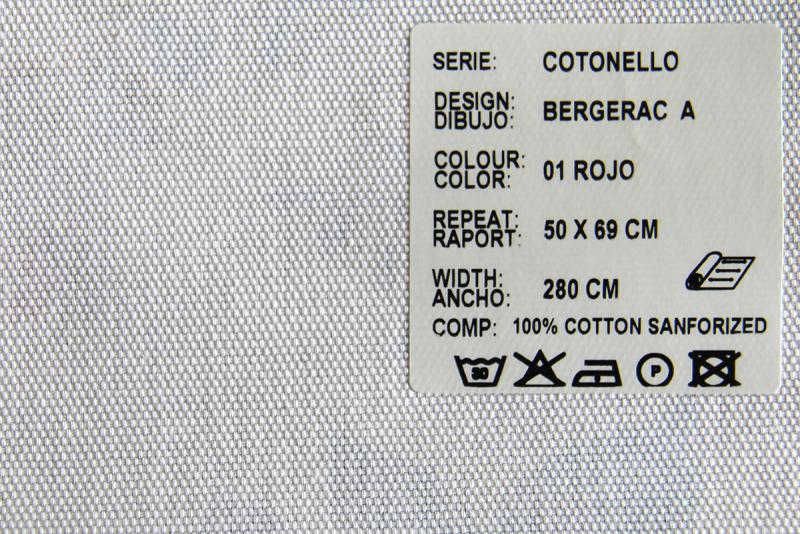 SERIE: COTONELLO
DESIGN:
DIBUJO: BERGERAC A
COLOUR:
COLOR: 01 ROJO
REPEAT:
RAPORT: 50 X 69 CM
WIDTH:
ANCHO: 280 CM
COMP: 100% COTTON SANFORIZED
30 P